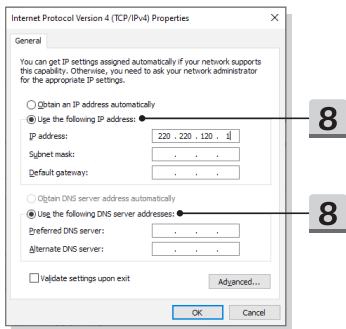 Internet Protocol Version 4 (TCP/IPv4) Properties
General
You can get IP settings assigned automatically if your network supports
this capability. Otherwise, you need to ask your network administrator
for the appropriate IP settings.
Obtain an IP address automatically
Use the following IP address:
8
IP address: 220 . 220 . 120 . 1
Subnet mask: . . .
Default gateway: . . .
Obtain DNS server address automatically
Use the following DNS server addresses:
8
Preferred DNS server: . . .
Alternate DNS server: . . .
Validate settings upon exit
Advanced...
OK Cancel